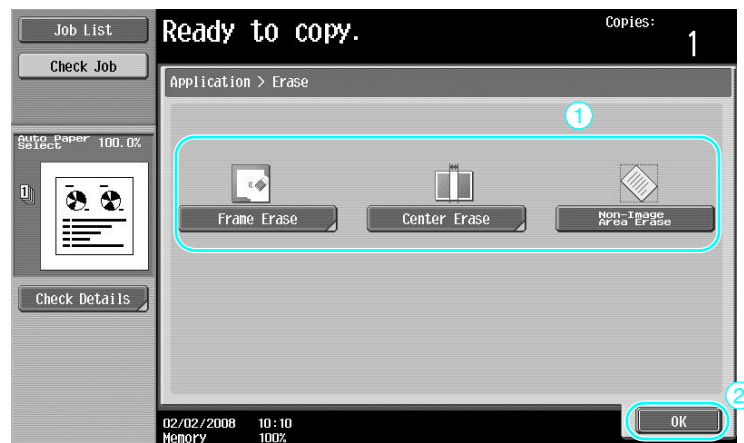 Job List
Ready to copy.
Copies:
1
Check Job
Application > Erase
1
Auto Paper
Select
100.0%
1
Frame Erase
Center Erase
Non-Image
Area Erase
Check Details
2
OK
02/02/2008 10:10
Memory 100%